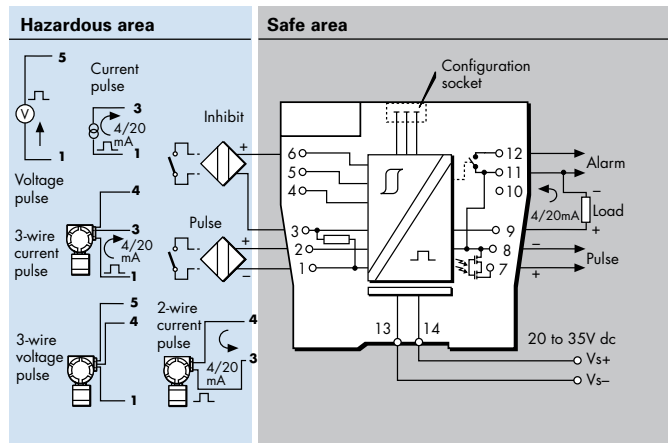 Hazardous area
Safe area
5
V
1
Voltage
pulse
Current
pulse
3
4/20
mA
1
4
3-wire
current
pulse
3
4/20
mA
1
5
4
3-wire
voltage
pulse
1
2-wire
current
pulse
4
4/20
mA
3
Inhibit
+
Pulse
+
–
Configuration
socket
6
5
4
3
2
1
12
11
10
9
8
7
13
14
Alarm
–
4/20mA
Load
+
–
Pulse
+
20 to 35V dc
Vs+
Vs–